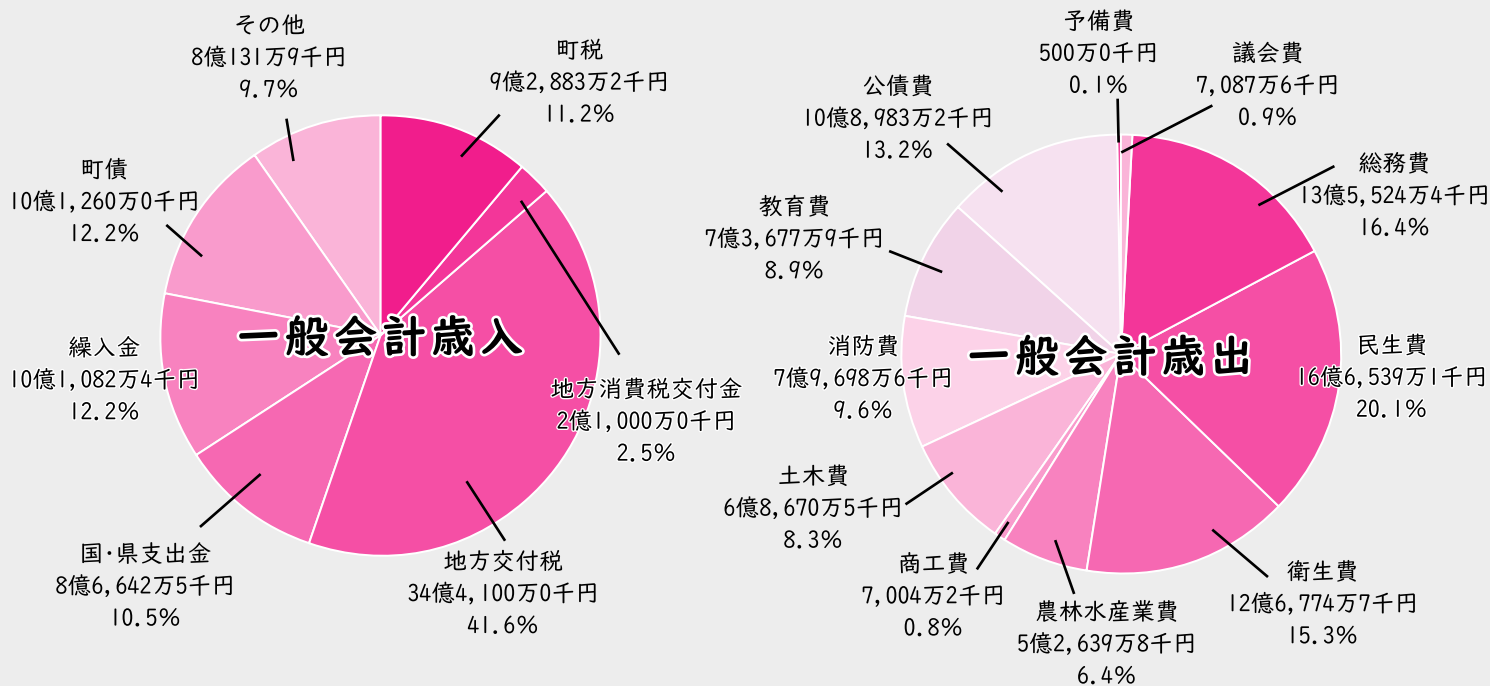 一般会計歳入
町税
9億2,883万2千円
11.2%
地方消費税交付金
2億1,000万0千円
2.5%
地方交付税
34億4,100万0千円
41.6%
国・県支出金
8億6,642万5千円
10.5%
繰入金
10億1,082万4千円
12.2%
町債
10億1,260万0千円
12.2%
その他
8億131万9千円
9.7%
一般会計歳出
議会費
7,087万6千円
0.9%
総務費
13億5,524万4千円
16.4%
民生費
16億6,539万1千円
20.1%
衛生費
12億6,774万7千円
15.3%
農林水産業費
5億2,639万8千円
6.4%
商工費
7,004万2千円
0.8%
土木費
6億8,670万5千円
8.3%
消防費
7億9,698万6千円
9.6%
教育費
7億3,677万9千円
8.9%
公債費
10億8,983万2千円
13.2%
予備費
500万0千円
0.1%